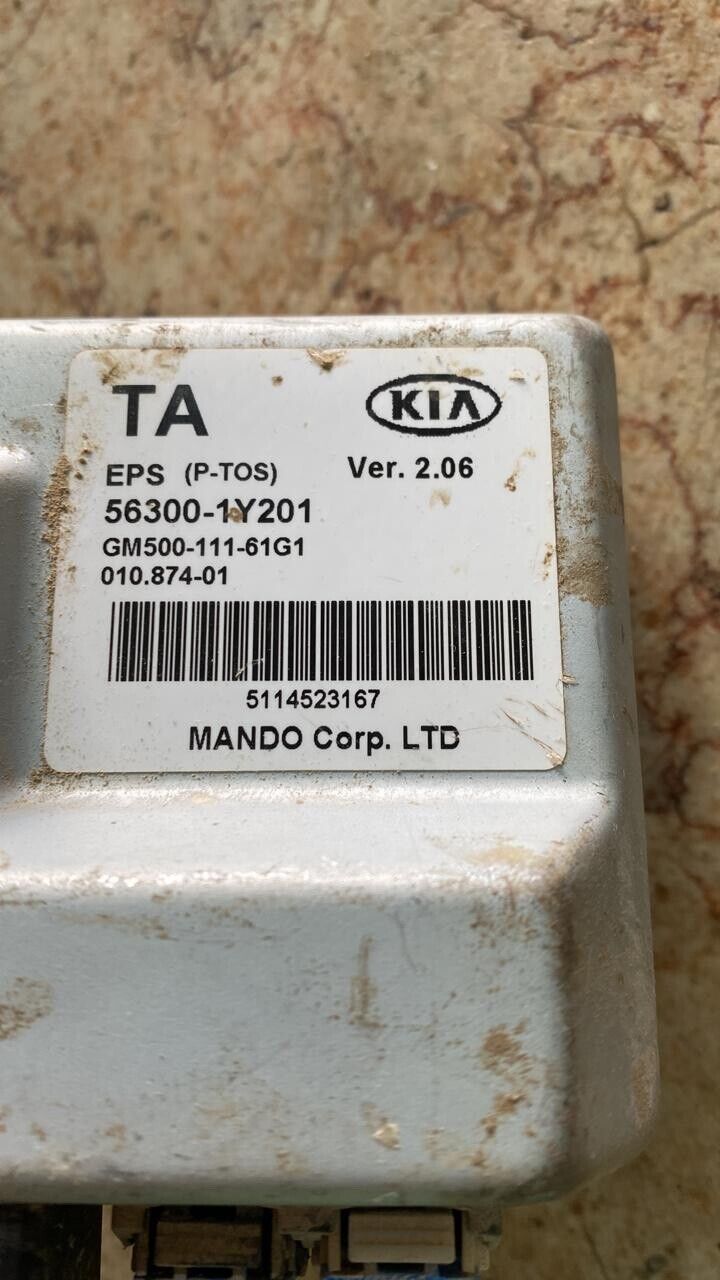 TA KIA
EPS (P-TOS) Ver. 2.06
56300-1Y201
GM500-111-61G1
010.874-01
5114523167
MANDO Corp. LTD